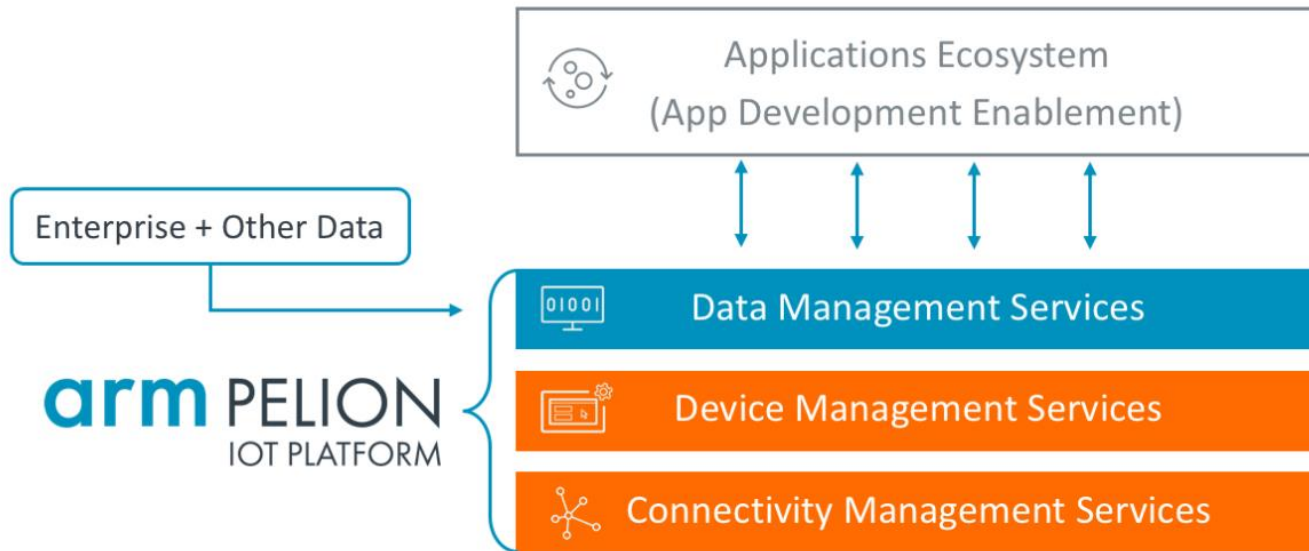 Applications Ecosystem
(App Development Enablement)
Enterprise + Other Data
01001
Data Management Services
arm PELION
IOT PLATFORM
Device Management Services
Connectivity Management Services